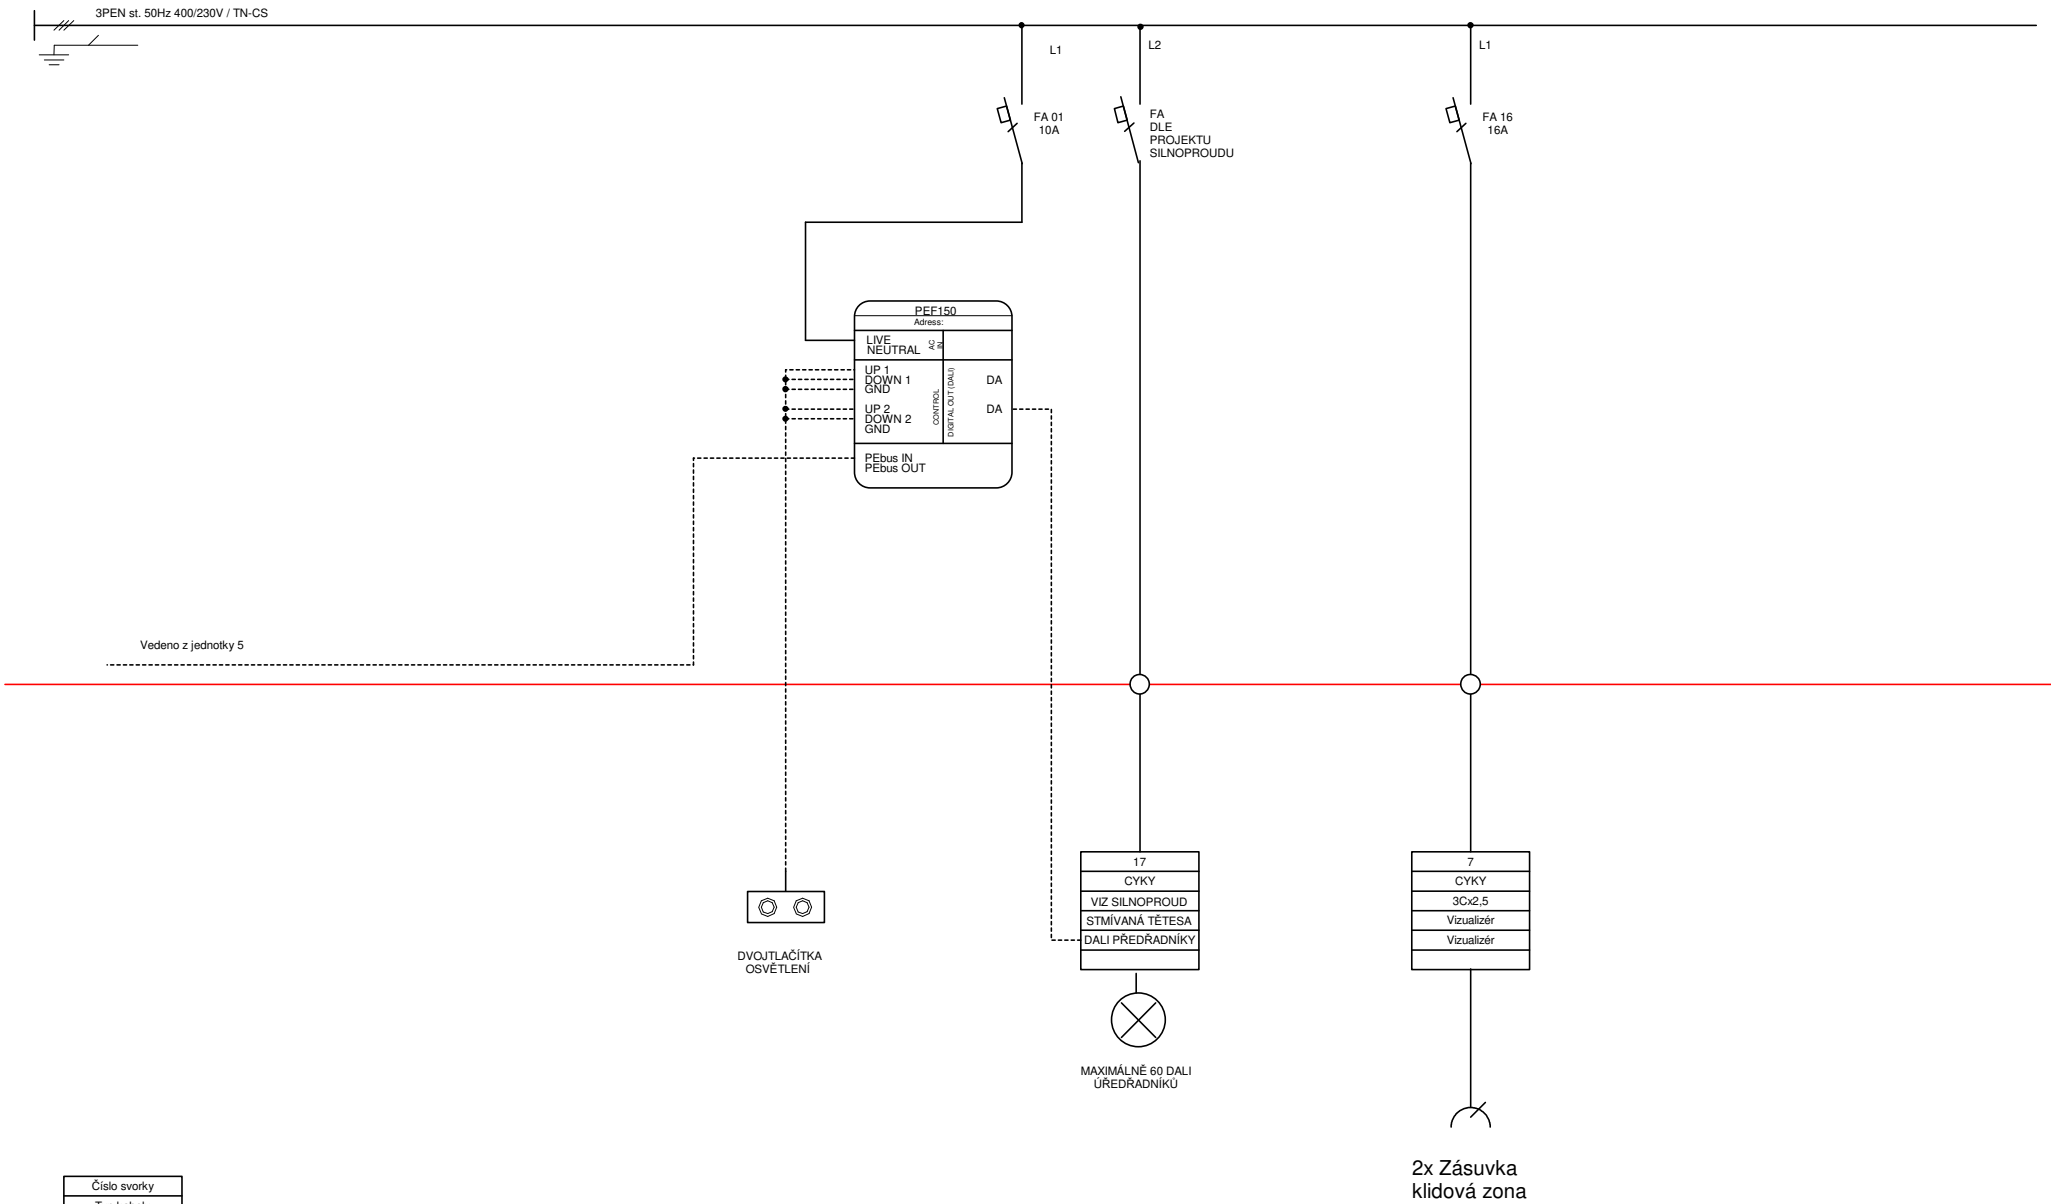 3PEN st. 50Hz 400/230V / TN-CS
L1
L2
L1
FA 01
10A
FA
DLE
PROJEKTU
SILNOPROUDU
FA 16
16A
PEF150
Adress:
LIVE
NEUTRAL
AC
IN
UP 1
DOWN 1
GND
UP 2
DOWN 2
GND
CONTROL
DIGITAL OUT (DALI)
DA
DA
PEbus IN
PEbus OUT
Vedeno z jednotky 5
DVOJTLAČÍTKA
OSVĚTLENÍ
17
CYKY
VIZ SILNOPROUD
STMÍVANÁ TĚTESA
DALI PŘEDŘADNÍKY
MAXIMÁLNĚ 60 DALI
ÚŘEDŘADNÍKŮ
7
CYKY
3Cx2,5
Vizualizér
Vizualizér
2x Zásuvka
klidová zona
Číslo svorky